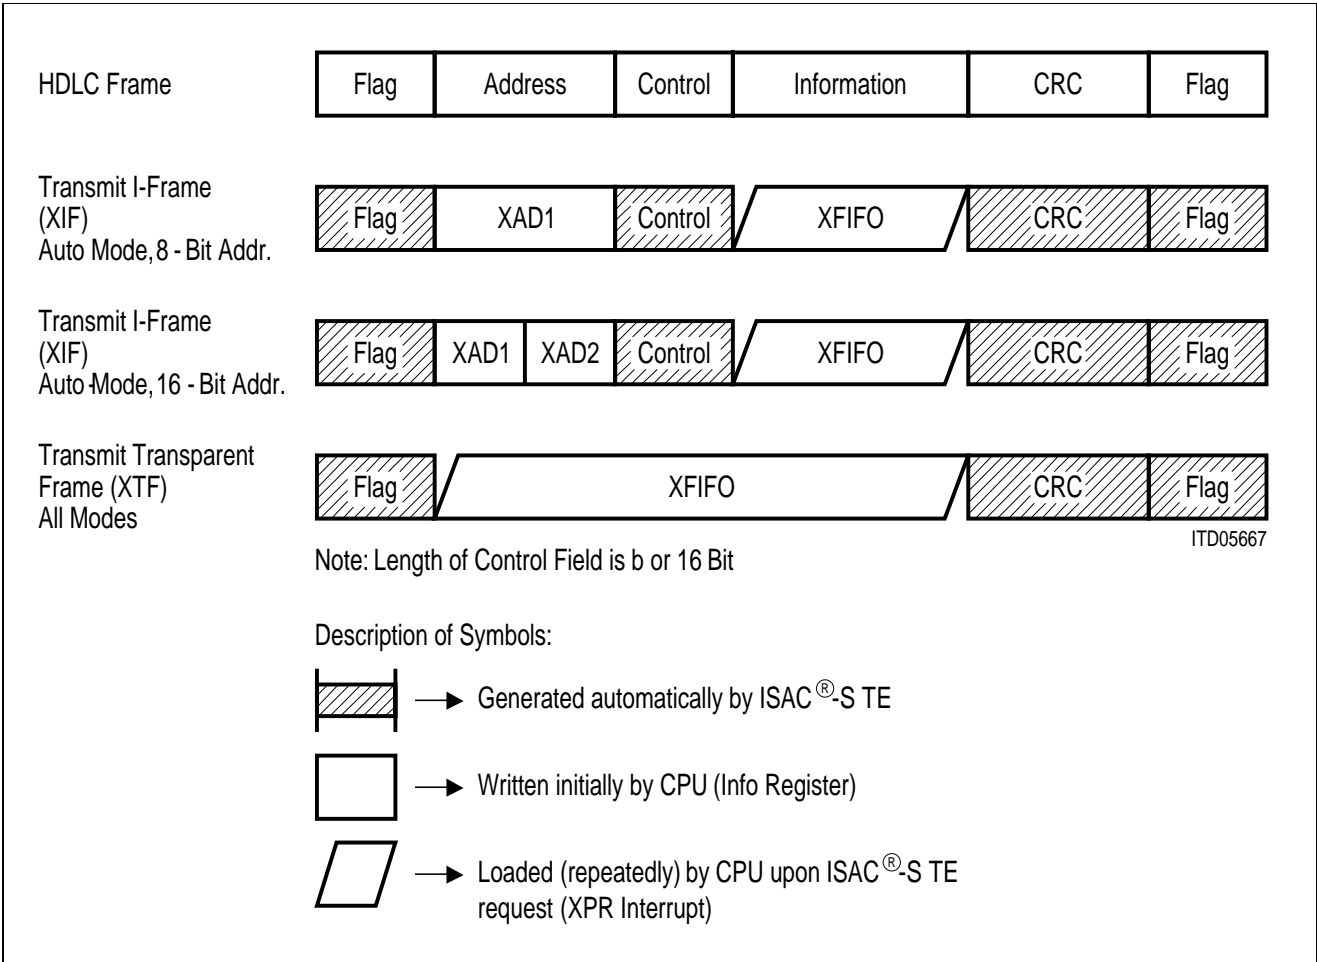 HDLC Frame Flag Address Control Information CRC Flag
Transmit I-Frame
(XIF)
Auto Mode, 8 - Bit Addr.
Flag XAD1 Control XFIFO CRC Flag
Transmit I-Frame
(XIF)
Auto-Mode, 16 - Bit Addr.
Flag XAD1 XAD2 Control XFIFO CRC Flag
Transmit Transparent
Frame (XTF)
All Modes
Flag XFIFO CRC Flag
ITD05667
Note: Length of Control Field is b or 16 Bit
Description of Symbols:
Generated automatically by ISAC®-S TE
Written initially by CPU (Info Register)
Loaded (repeatedly) by CPU upon ISAC®-S TE
request (XPR Interrupt)